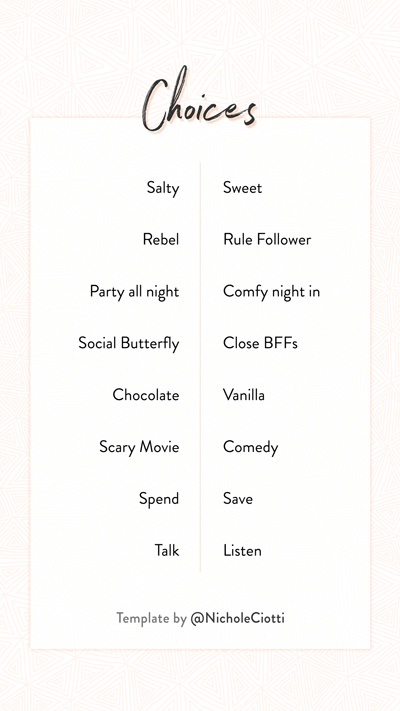 Choices
Salty Sweet
Rebel Rule Follower
Party all night Comfy night in
Social Butterfly Close BFFs
Chocolate Vanilla
Scary Movie Comedy
Spend Save
Talk Listen
Template by @NicholeCiotti